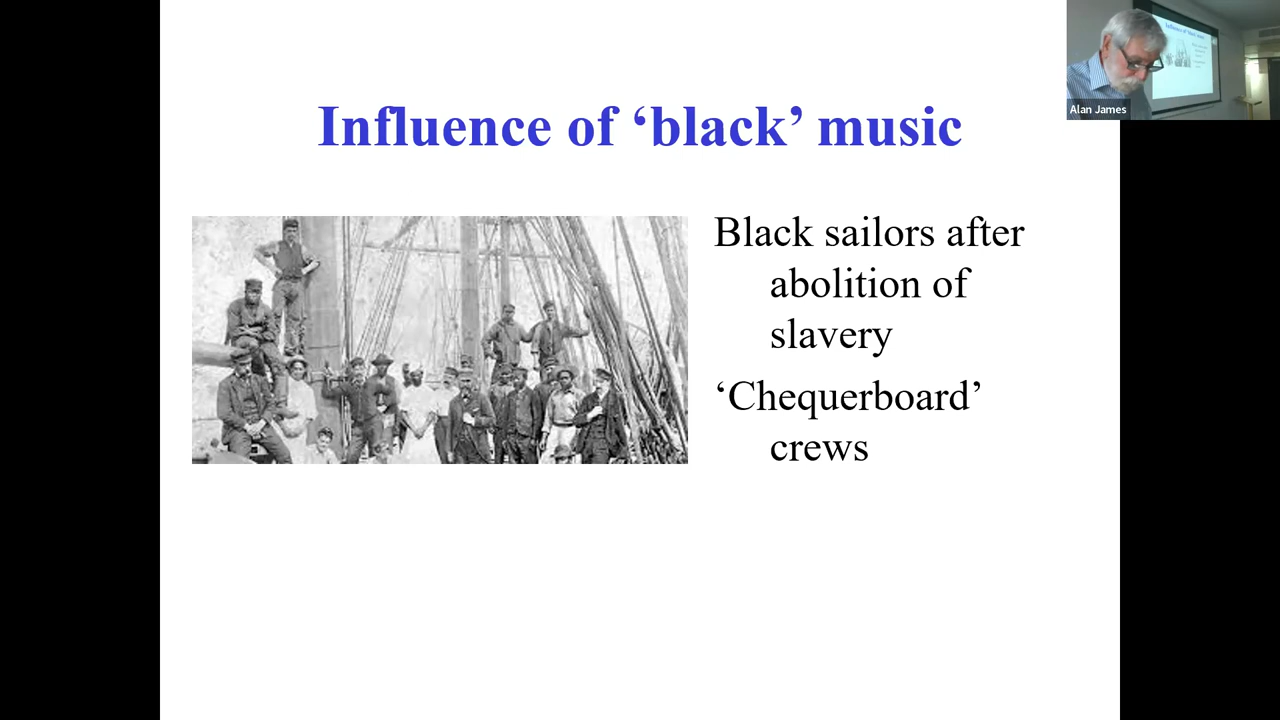 Influence of ‘black’ music
Black sailors after
abolition of
slavery
‘Chequerboard’
crews
Alan James